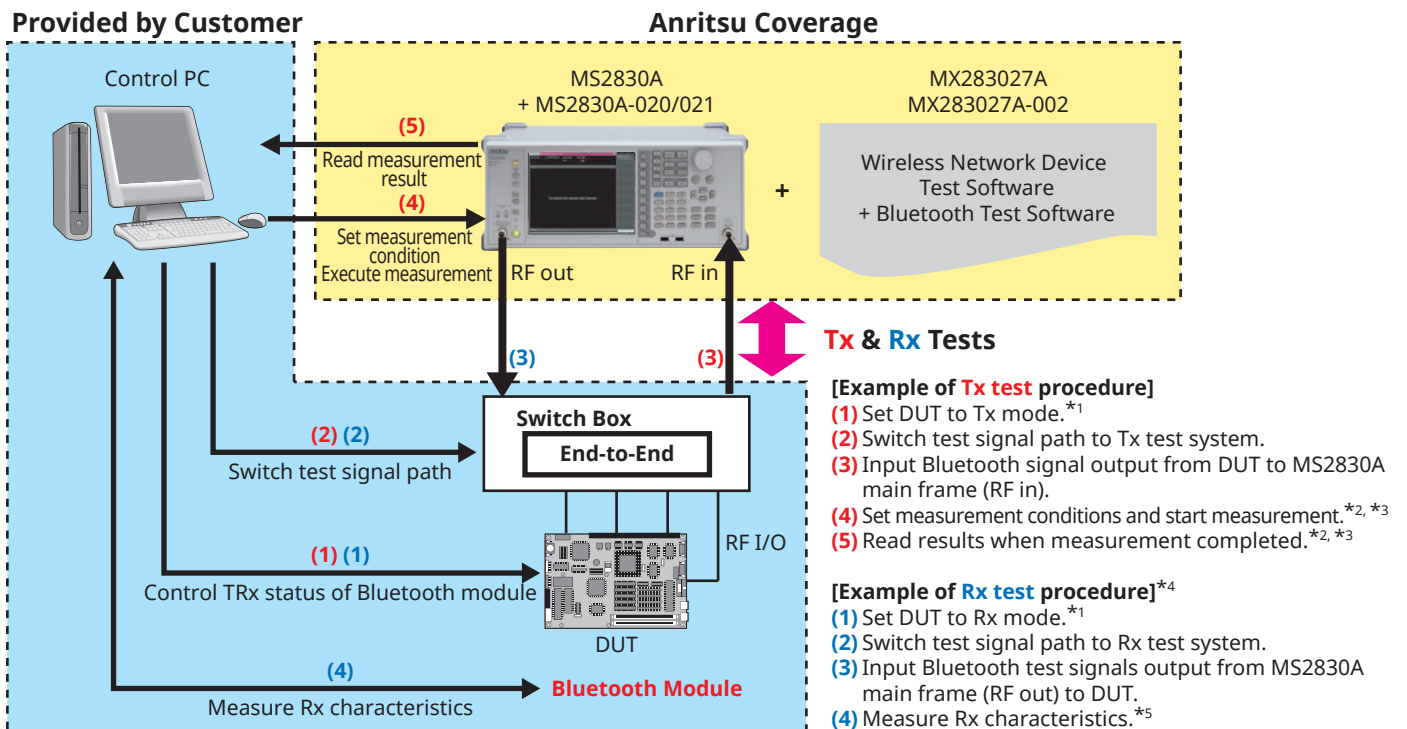 Provided by Customer
Anritsu Coverage
Control PC
MS2830A
+ MS2830A-020/021
MX283027A
MX283027A-002
(5)
Read measurement
result
(4)
Set measurement
condition
Execute measurement
+
Wireless Network Device
Test Software
+ Bluetooth Test Software
RF out
RF in
(3)
(3)
Tx & Rx Tests
Switch Box
End-to-End
(2) (2)
Switch test signal path
RF I/O
(1) (1)
Control TRx status of Bluetooth module
DUT
(4)
Bluetooth Module
Measure Rx characteristics
[Example of Tx test procedure]
(1) Set DUT to Tx mode.*1
(2) Switch test signal path to Tx test system.
(3) Input Bluetooth signal output from DUT to MS2830A
main frame (RF in).
(4) Set measurement conditions and start measurement.*2, *3
(5) Read results when measurement completed.*2, *3
[Example of Rx test procedure]*4
(1) Set DUT to Rx mode.*1
(2) Switch test signal path to Rx test system.
(3) Input Bluetooth test signals output from MS2830A
main frame (RF out) to DUT.
(4) Measure Rx characteristics.*5